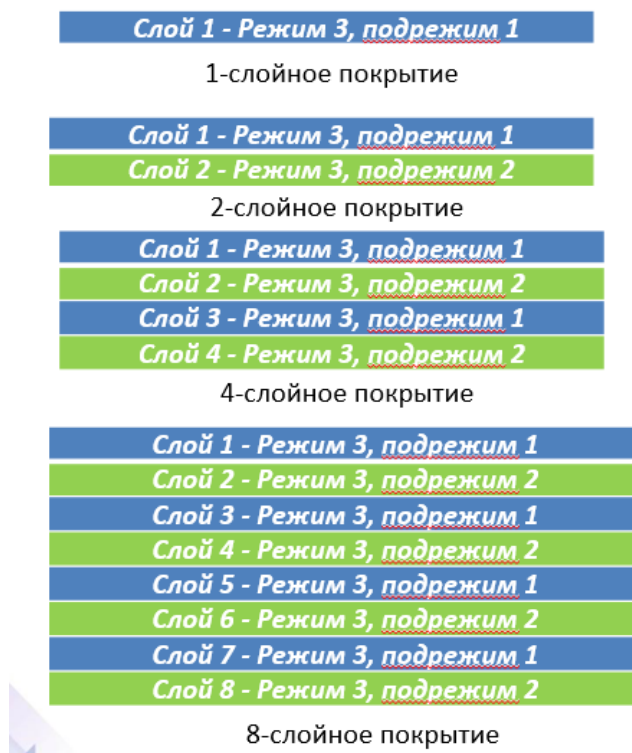 Слой 1 - Режим 3, подрежим 1
1-слойное покрытие
Слой 1 - Режим 3, подрежим 1
Слой 2 - Режим 3, подрежим 2
2-слойное покрытие
Слой 1 - Режим 3, подрежим 1
Слой 2 - Режим 3, подрежим 2
Слой 3 - Режим 3, подрежим 1
Слой 4 - Режим 3, подрежим 2
4-слойное покрытие
Слой 1 - Режим 3, подрежим 1
Слой 2 - Режим 3, подрежим 2
Слой 3 - Режим 3, подрежим 1
Слой 4 - Режим 3, подрежим 2
Слой 5 - Режим 3, подрежим 1
Слой 6 - Режим 3, подрежим 2
Слой 7 - Режим 3, подрежим 1
Слой 8 - Режим 3, подрежим 2
8-слойное покрытие